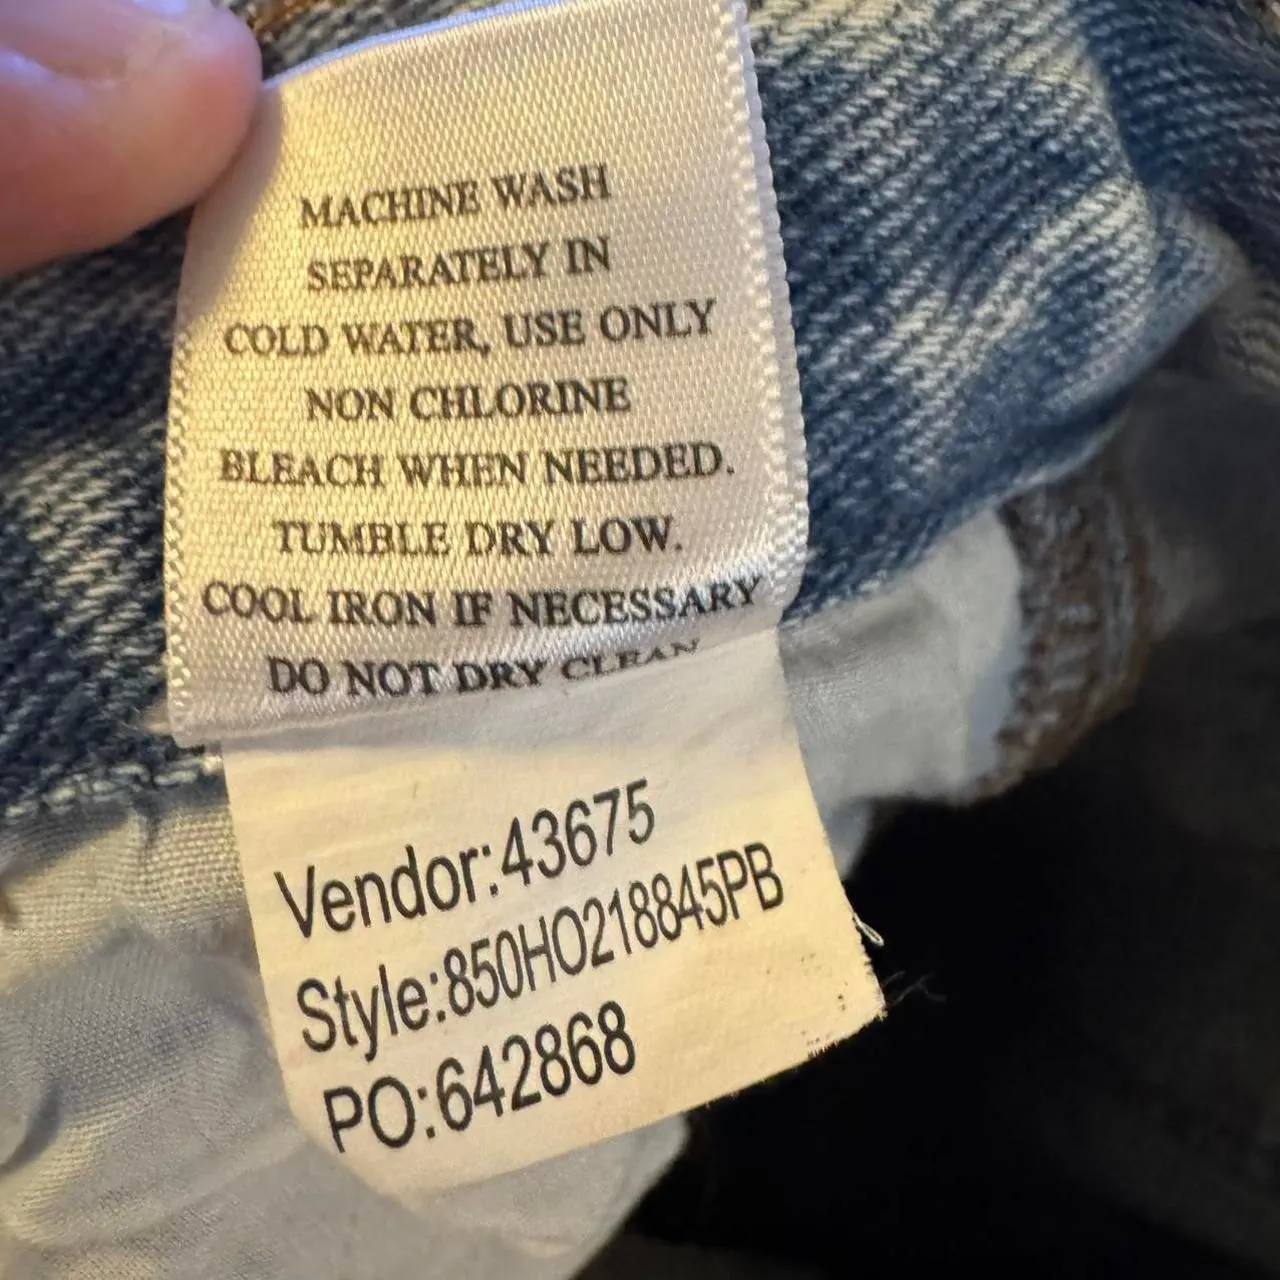 MACHINE WASH
SEPARATELY IN
COLD WATER, USE ONLY
NON CHLORINE
BLEACH WHEN NEEDED.
TUMBLE DRY LOW.
COOL IRON IF NECESSARY
DO NOT DRY CLEAN
Vendor:43675
Style:850HO218845PB
PO:642868